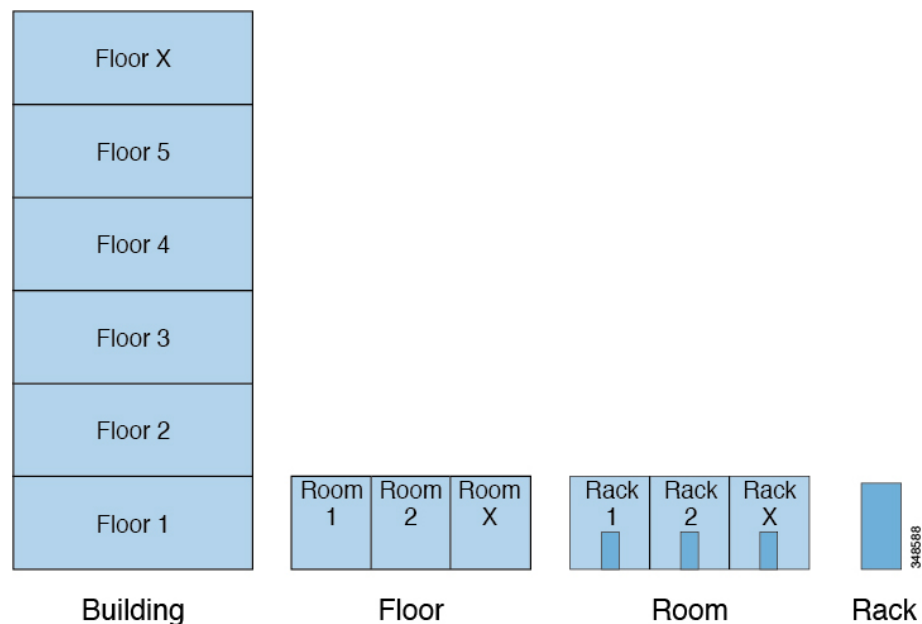 Floor X
Floor 5
Floor 4
Floor 3
Floor 2
Floor 1
Building
Room
1
Room
2
Room
X
Floor
Rack
1
Rack
2
Rack
X
Room
348588
Rack